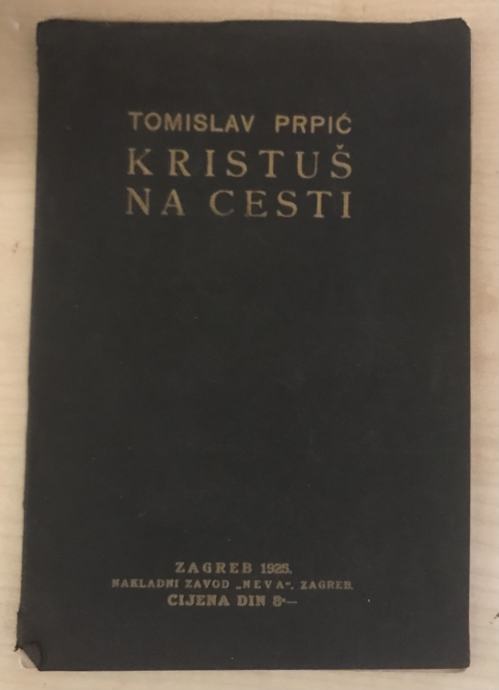 TOMISLAV PRPIĆ
KRISTUŠ
NA CESTI
ZAGREB 1925.
NAKLADNI ZAVOD „NEVA“, ZAGREB.
CIJENA DIN 8·—